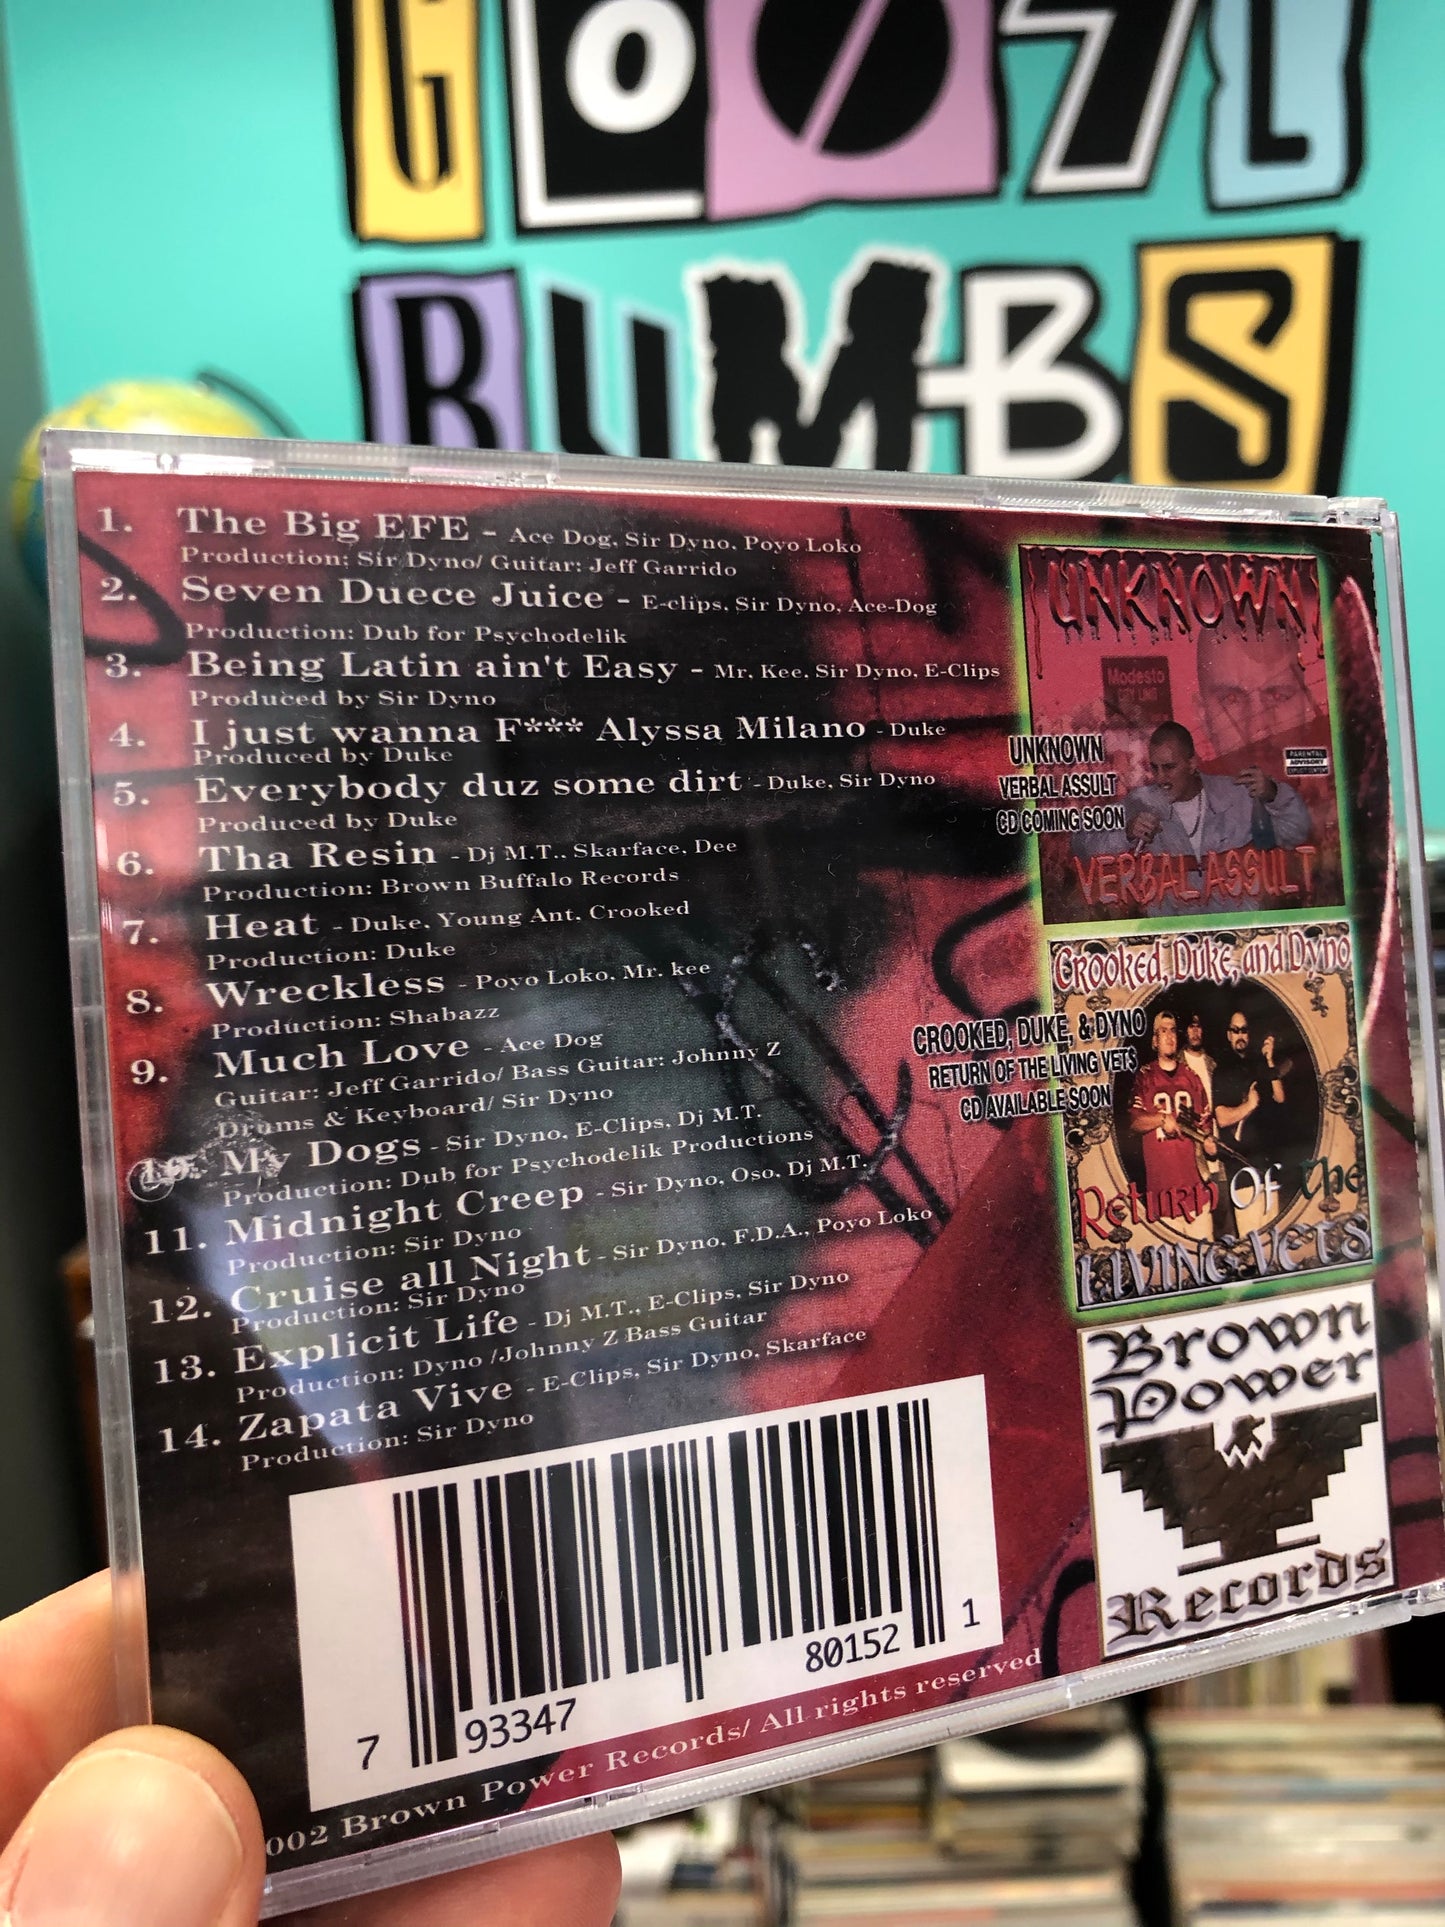 GOOTL
BUMBS
1. The Big EFE - Ace Dog, Sir Dyno, Poyo Loko
Production; Sir Dyno/ Guitar: Jeff Garrido
2. Seven Duece Juice - E-clips, Sir Dyno, Ace-Dog
Production: Dub for Psychodelik
3. Being Latin ain't Easy - Mr. Kee, Sir Dyno, E-Clips
Produced by Sir Dyno
4. I just wanna F*** Alyssa Milano - Duke
Produced by Duke
5. Everybody duz some dirt - Duke, Sir Dyno
Produced by Duke
6. Tha Resin - Dj M.T., Skarface, Dee
Production: Brown Buffalo Records
7. Heat - Duke, Young Ant, Crooked
Production: Duke
8. Wreckless - Poyo Loko, Mr. kee
Production: Shabazz
9. Much Love - Ace Dog
Guitar: Jeff Garrido/ Bass Guitar: Johnny Z
Drums & Keyboard/ Sir Dyno
10. My Dogs - Sir Dyno, E-Clips, Dj M.T.
Production: Dub for Psychodelik Productions
11. Midnight Creep - Sir Dyno, Oso, Dj M.T.
Production: Sir Dyno
12. Cruise all Night - Sir Dyno, F.D.A., Poyo Loko
Production: Sir Dyno
13. Explicit Life - Dj M.T., E-Clips, Sir Dyno
Production: Dyno /Johnny Z Bass Guitar
14. Zapata Vive - E-Clips, Sir Dyno, Skarface
Production: Sir Dyno
7 93347 80152 1
002 Brown Power Records/ All rights reserved
UNKNOWN
Modesto
CITY LIMIT
PARENTAL
ADVISORY
EXPLICIT CONTENT
VERBAL ASSULT
UNKNOWN
VERBAL ASSULT
CD COMING SOON
Crooked, Duke, and Dyno
Return Of The
LIVING VETS
CROOKED, DUKE, & DYNO
RETURN OF THE LIVING VETS
CD AVAILABLE SOON
Brown
Power
Records